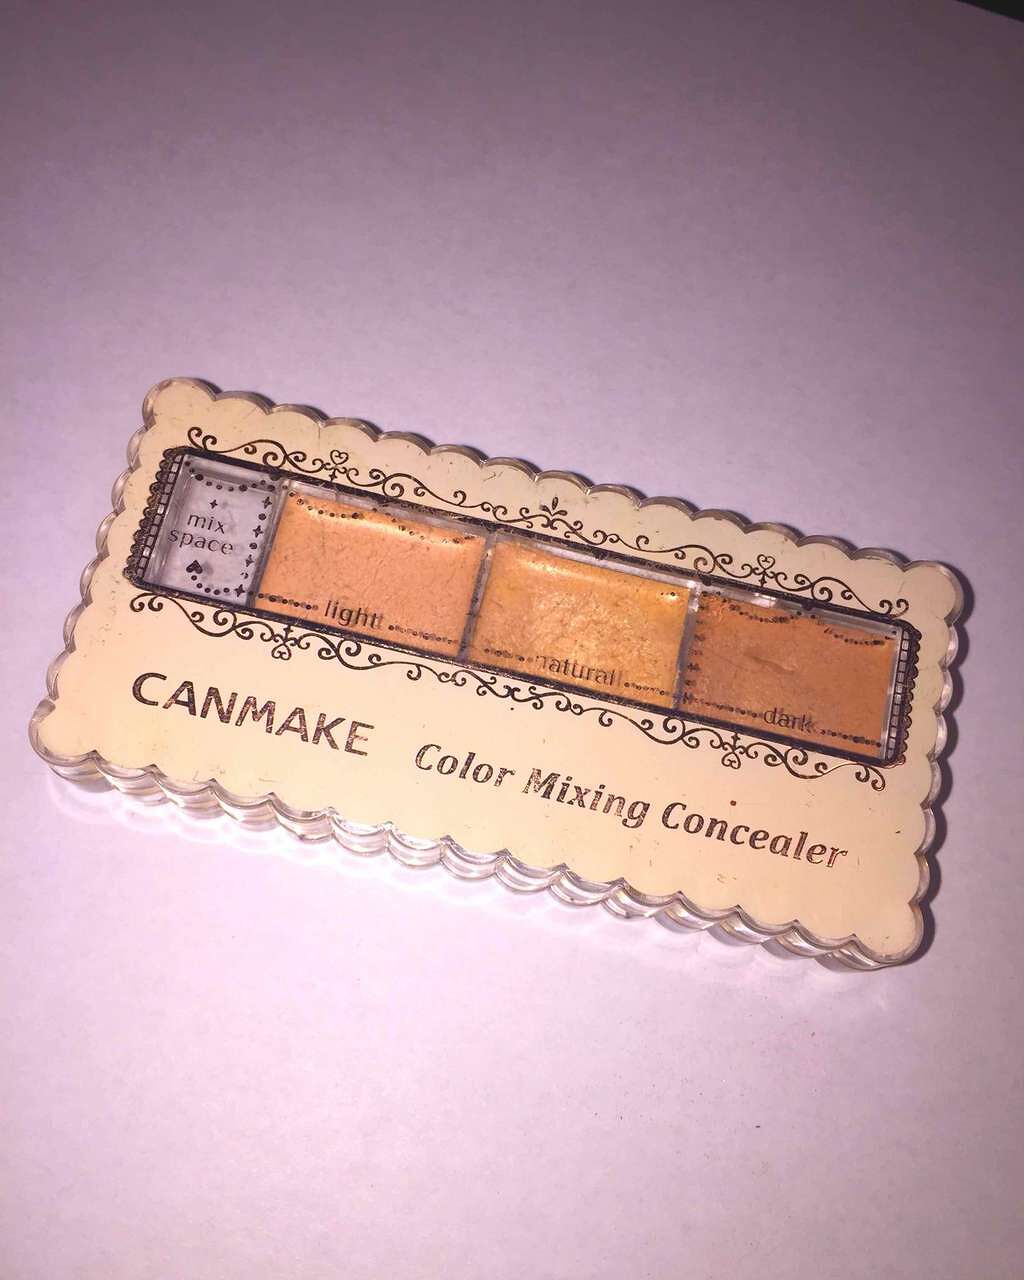 mix
space
light
natural
dark
CANMAKE
Color Mixing Concealer